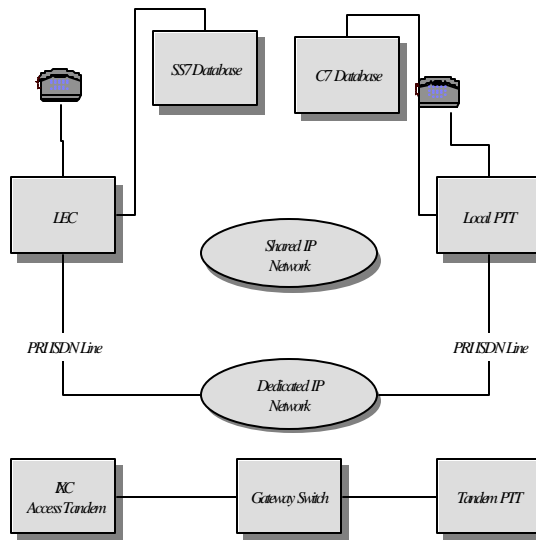 SS7 Database
C7 Database
LEC
Local PTT
Shared IP
Network
PRI ISDN Line
PRI ISDN Line
Dedicated IP
Network
IXC
Access Tandem
Gateway Switch
Tandem PTT